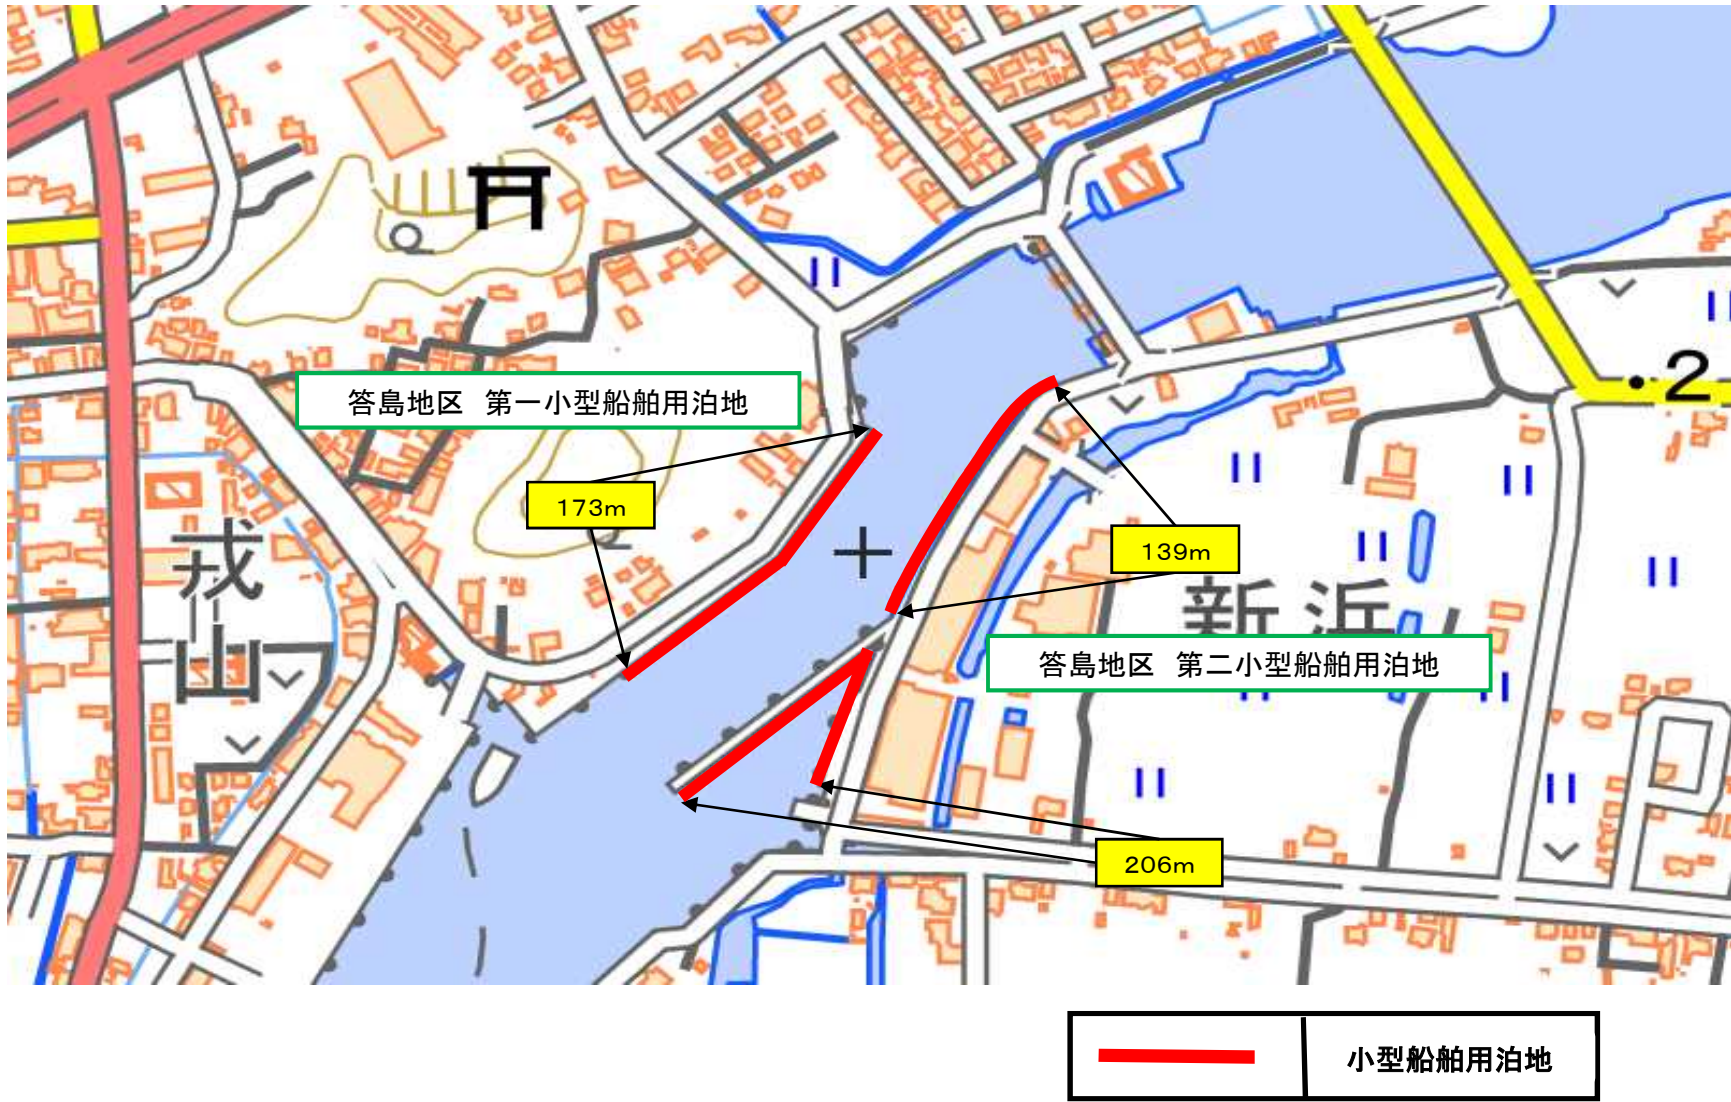 答島地区　第一小型船舶用泊地
173m
139m
戎山
新浜
答島地区　第二小型船舶用泊地
206m
・2
小型船舶用泊地